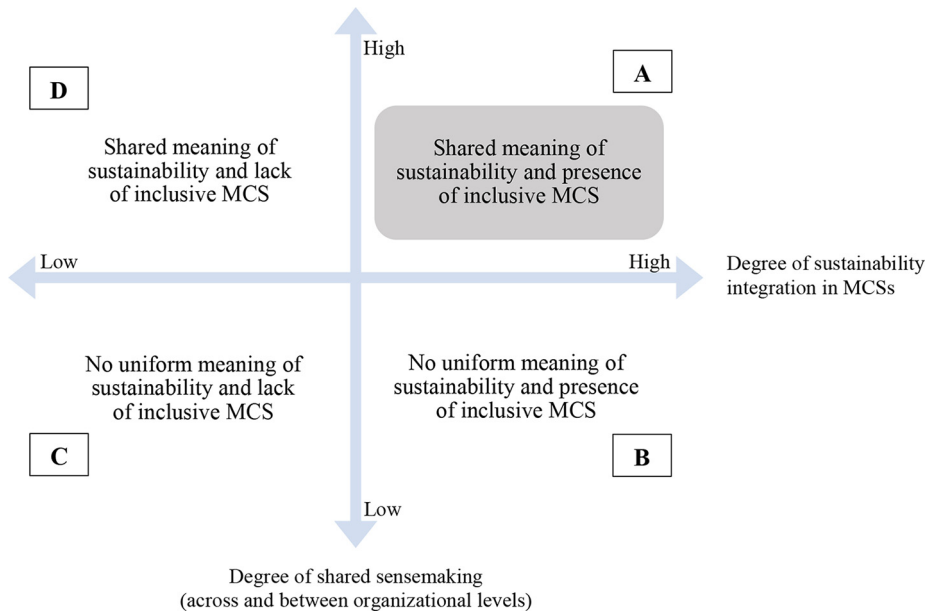 High
D
A
Shared meaning of
sustainability and lack
of inclusive MCS
Shared meaning of
sustainability and presence
of inclusive MCS
Low
High
Degree of sustainability
integration in MCSs
No uniform meaning of
sustainability and lack
of inclusive MCS
No uniform meaning of
sustainability and presence
of inclusive MCS
C
B
Low
Degree of shared sensemaking
(across and between organizational levels)